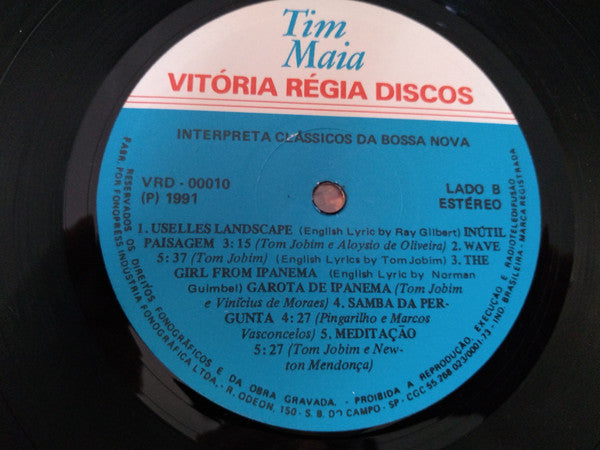 Tim
Maia
VITÓRIA RÉGIA DISCOS
INTERPRETA CLÁSSICOS DA BOSSA NOVA
VRD - 00010
(P) 1991
LADO B
ESTÉREO
1. USELLES LANDSCAPE (English Lyric by Ray Gilbert) INÚTIL
PAISAGEM 3:15 (Tom Jobim e Aloysio de Oliveira) 2. WAVE
5:37 (Tom Jobim) (English Lyrics by Tom Jobim) 3. THE
GIRL FROM IPANEMA (English Lyric by Norman
Guimbel) GAROTA DE IPANEMA (Tom Jobim
e Vinícius de Moraes) 4. SAMBA DA PER-
GUNTA 4:27 (Pingarilho e Marcos
Vasconcelos) 5. MEDITAÇÃO
5:27 (Tom Jobim e New-
ton Mendonça)
FABR. POR FONOPRESS INDUSTRIA FONOGRÁFICA LTDA. - R. ODEON, 150 - S. B. DO CAMPO - SP - CGC 55.268.023/0001-73 - IND. BRASILEIRA - MARCA REGISTRADA
RESERVADOS OS DIREITOS FONOGRÁFICOS E DA OBRA GRAVADA. - PROIBIDA A REPRODUÇÃO, EXECUÇÃO E RADIOTELEDIFUSÃO